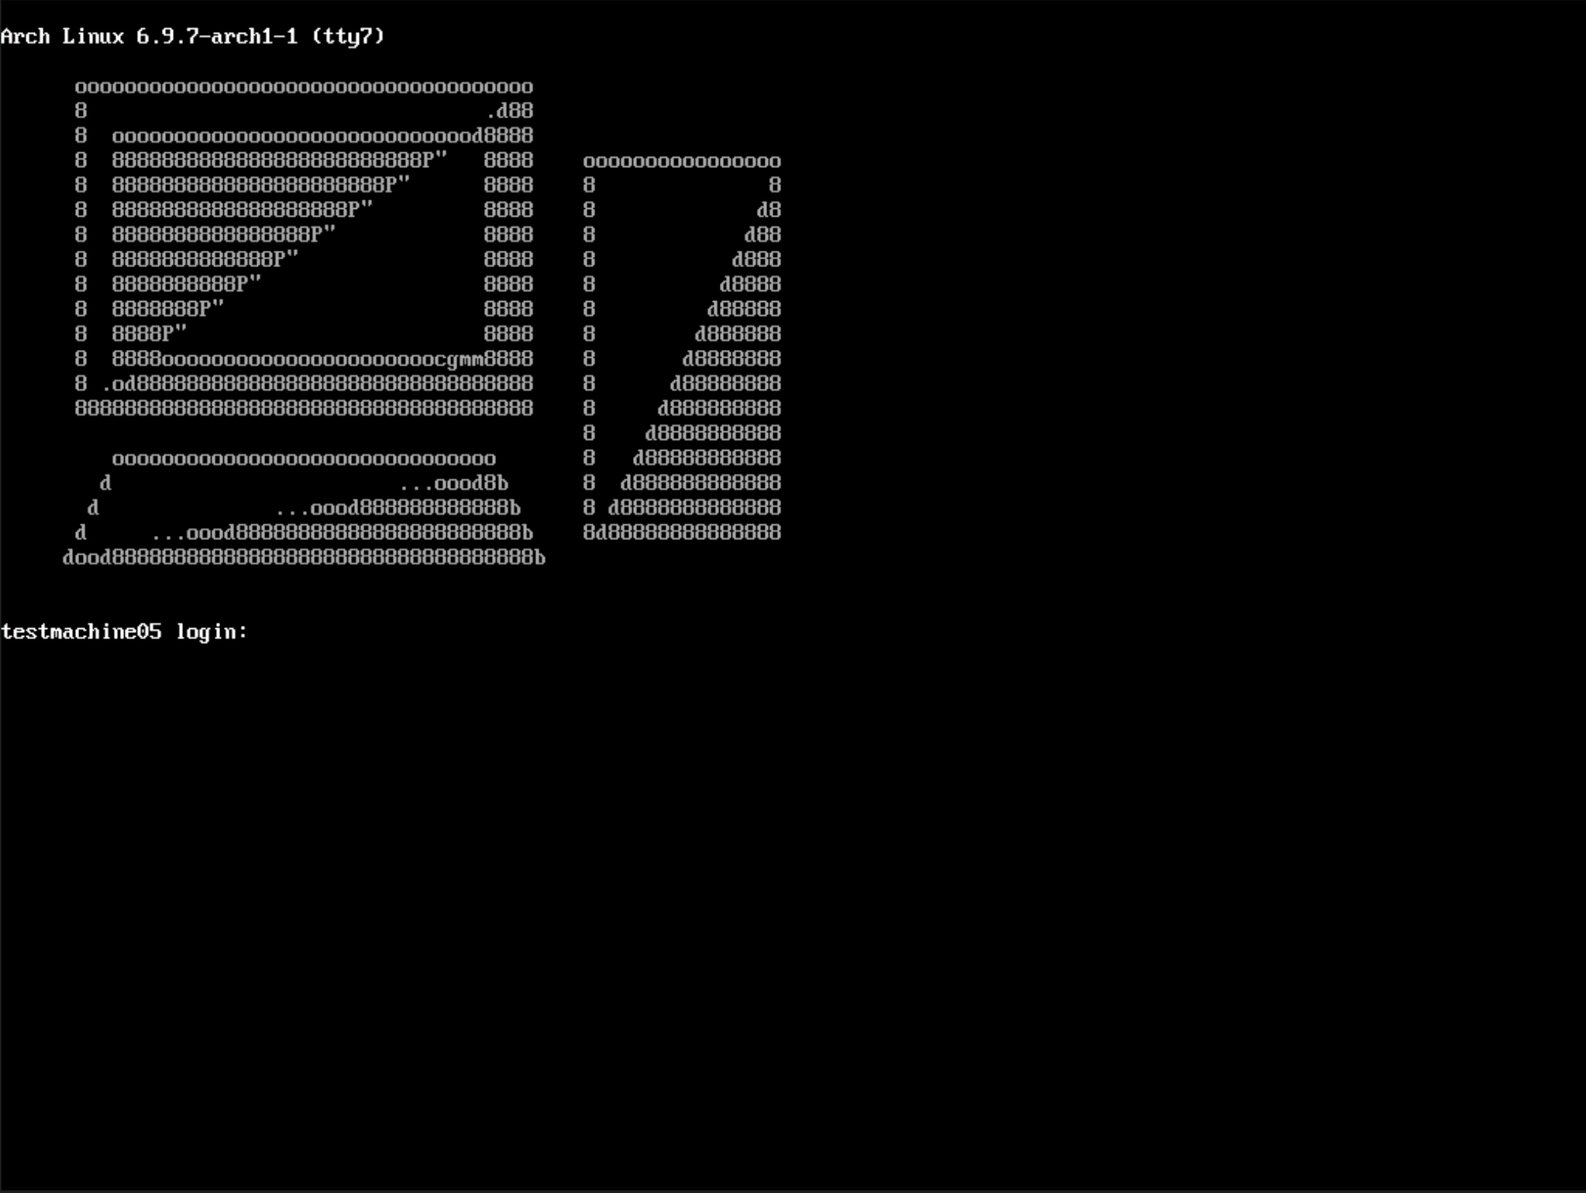 Arch Linux 6.9.7-arch1-1 (tty7)

      ooooooooooooooooooooooooooooooooooooo
      8                                .d88
      8  oooooooooooooooooooooooooooood8888
      8  8888888888888888888888888P"   8888    oooooooooooooooo
      8  8888888888888888888888P"      8888    8              8
      8  8888888888888888888P"         8888    8             d8
      8  8888888888888888P"            8888    8            d88
      8  8888888888888P"               8888    8           d888
      8  8888888888P"                  8888    8          d8888
      8  8888888P"                     8888    8         d88888
      8  8888P"                        8888    8        d888888
      8  8888oooooooooooooooooooooocgmm8888    8       d8888888
      8 .od88888888888888888888888888888888    8      d88888888
      8888888888888888888888888888888888888    8     d888888888
                                               8    d8888888888
         ooooooooooooooooooooooooooooooo       8   d88888888888
        d                       ...oood8b      8  d888888888888
       d              ...oood888888888888b     8 d8888888888888
      d     ...oood88888888888888888888888b    8d88888888888888
     dood8888888888888888888888888888888888b

testmachine05 login: